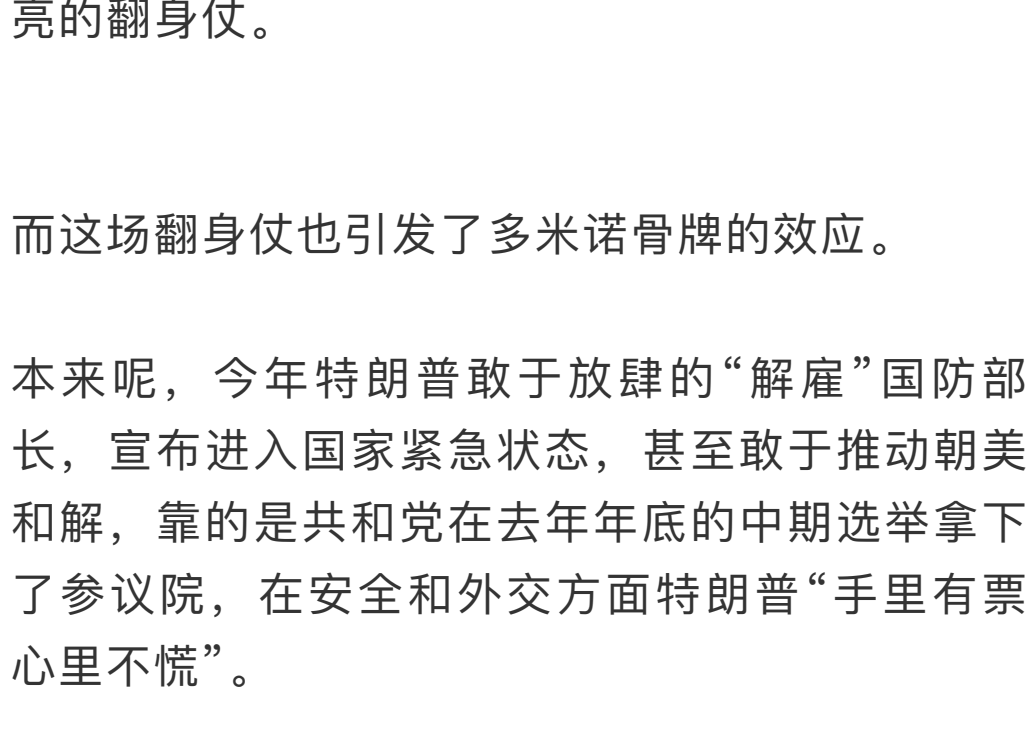 亮的翻身仗。
而这场翻身仗也引发了多米诺骨牌的效应。
本来呢，今年特朗普敢于放肆的“解雇”国防部
长，宣布进入国家紧急状态，甚至敢于推动朝美
和解，靠的是共和党在去年年底的中期选举拿下
了参议院，在安全和外交方面特朗普“手里有票
心里不慌”。